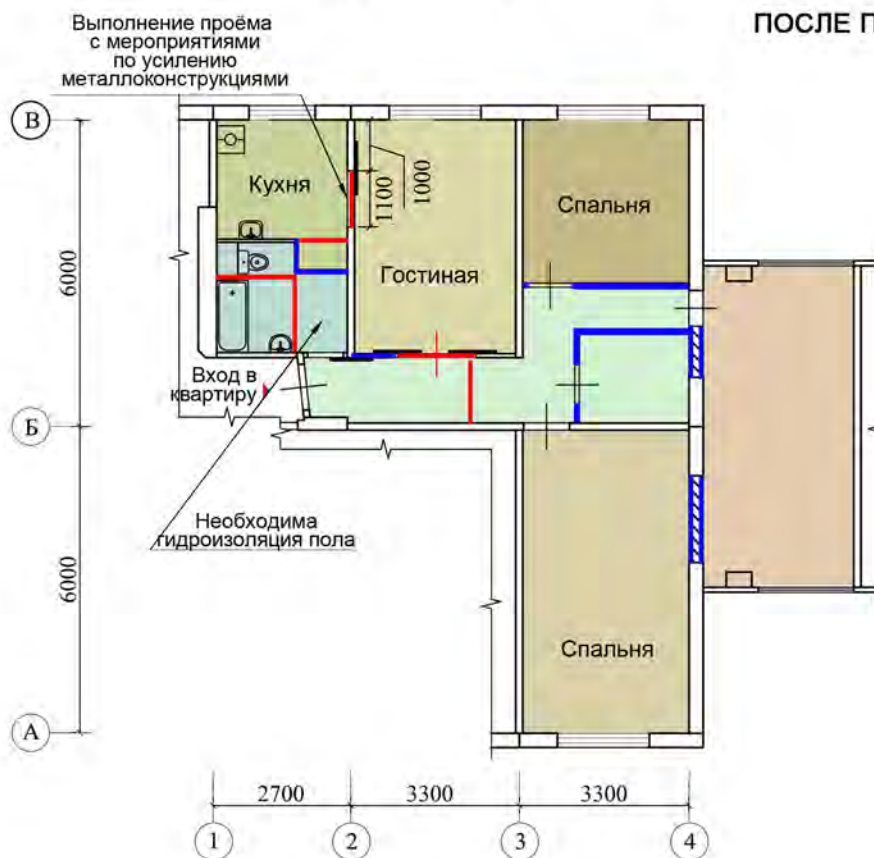 Выполнение проёма
с мероприятиями
по усилению
металлоконструкциями
ПОСЛЕ П
В
Кухня
1100
1000
Спальня
6000
Гостиная
Вход в
квартиру
Б
Необходима
гидроизоляция пола
6000
Спальня
А
2700
3300
3300
1
2
3
4